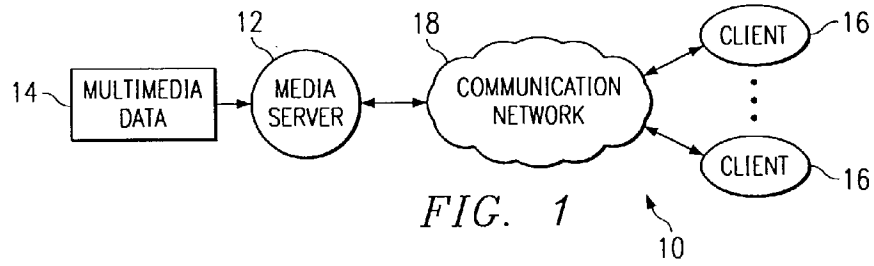 14
MULTIMEDIA
DATA
12
MEDIA
SERVER
18
COMMUNICATION
NETWORK
CLIENT
16
CLIENT
16
FIG. 1
10